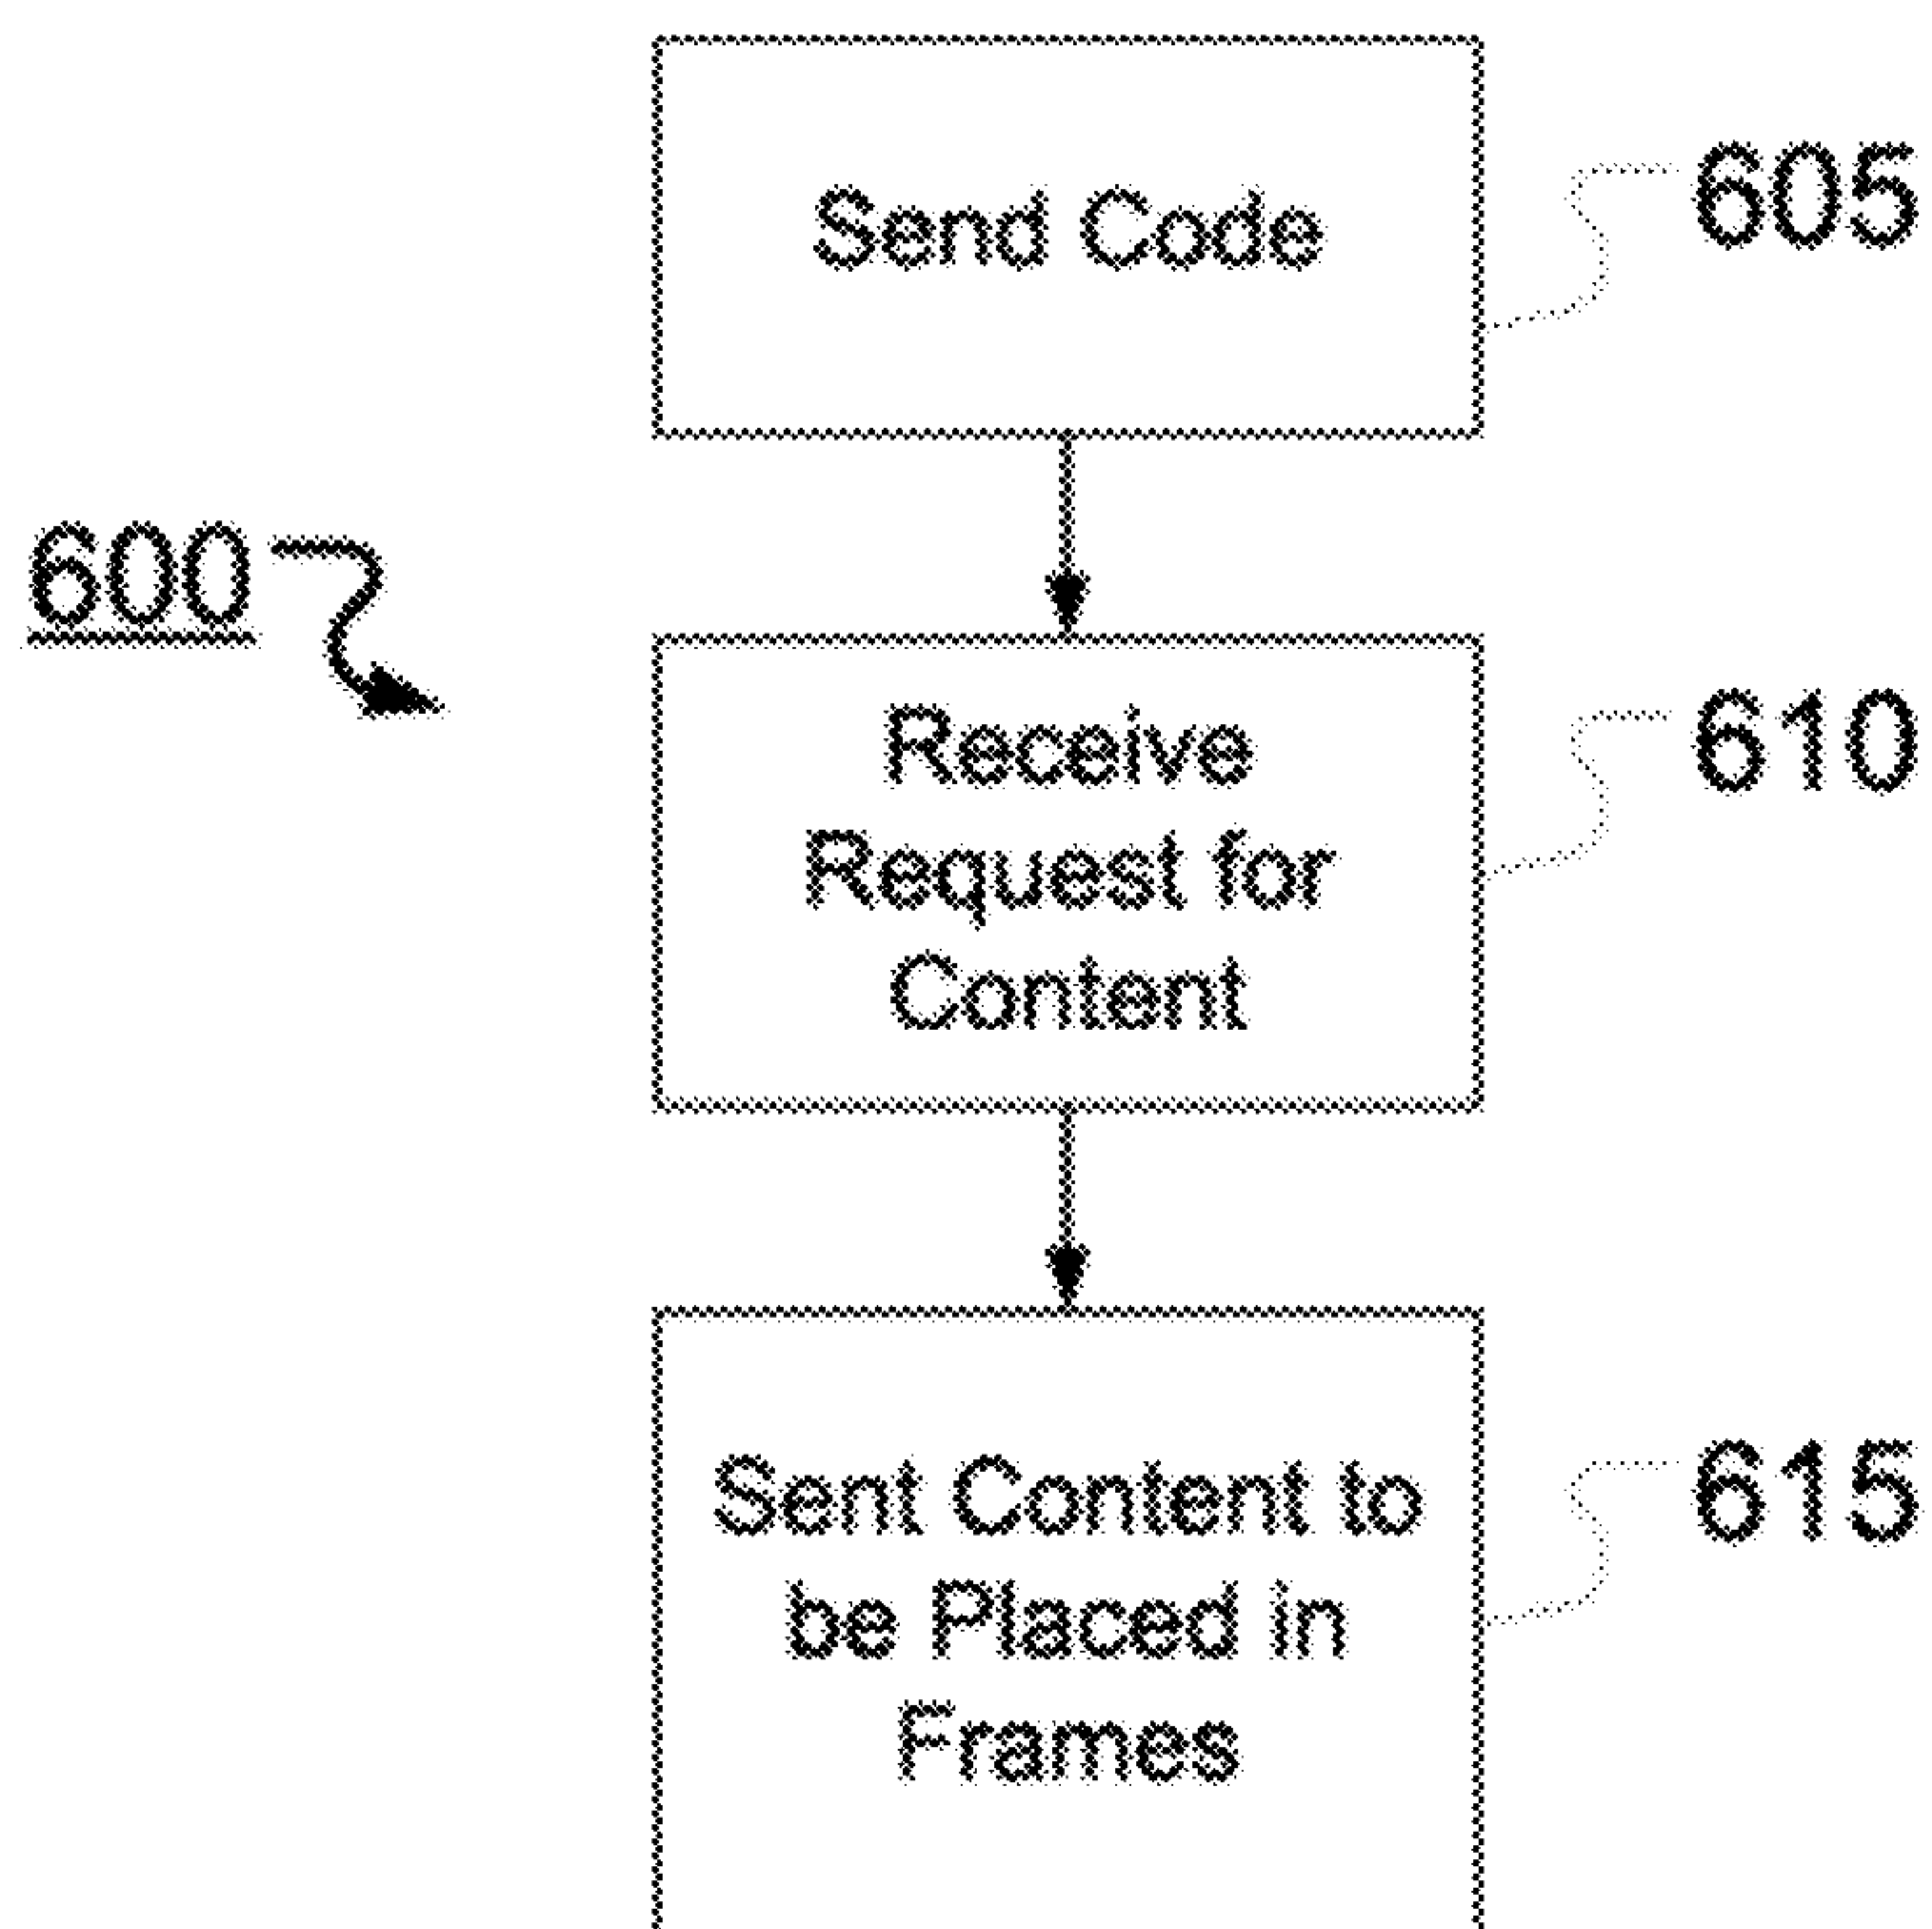 Send Code
605
600
Receive
Request for
Content
610
Sent Content to
be Placed in
Frames
615